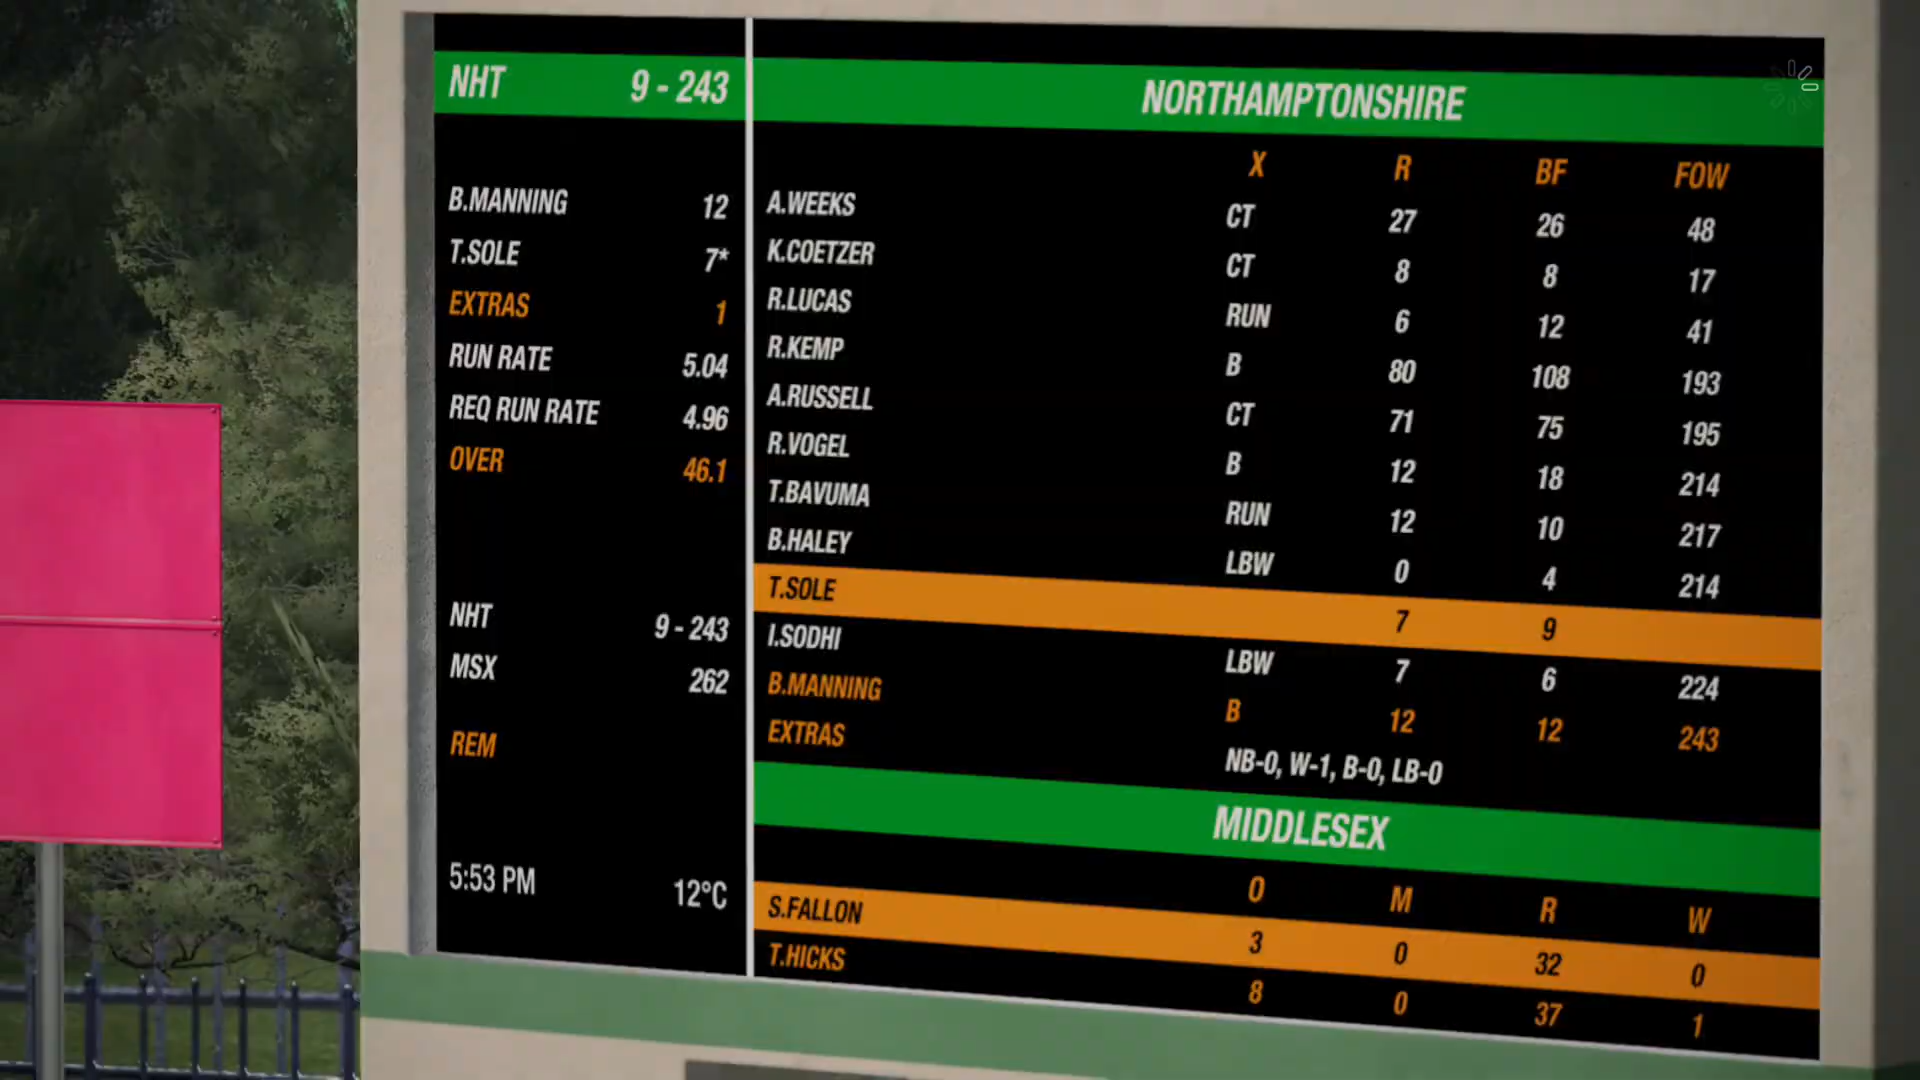 NHT 9 - 243
B.MANNING 12
T.SOLE 7*
EXTRAS 1
RUN RATE 5.04
REQ RUN RATE 4.96
OVER 46.1
NHT 9 - 243
MSX 262
REM
5:53 PM 12°C
NORTHAMPTONSHIRE
X R BF FOW
A.WEEKS CT 27 26 48
K.COETZER CT 8 8 17
R.LUCAS RUN 6 12 41
R.KEMP B 80 108 193
A.RUSSELL CT 71 75 195
R.VOGEL B 12 18 214
T.BAVUMA RUN 12 10 217
B.HALEY LBW 0 4 214
T.SOLE 7 9
I.SODHI LBW 7 6 224
B.MANNING B 12 12 243
EXTRAS NB-0, W-1, B-0, LB-0
MIDDLESEX
O M R W
S.FALLON 3 0 32 0
T.HICKS 8 0 37 1